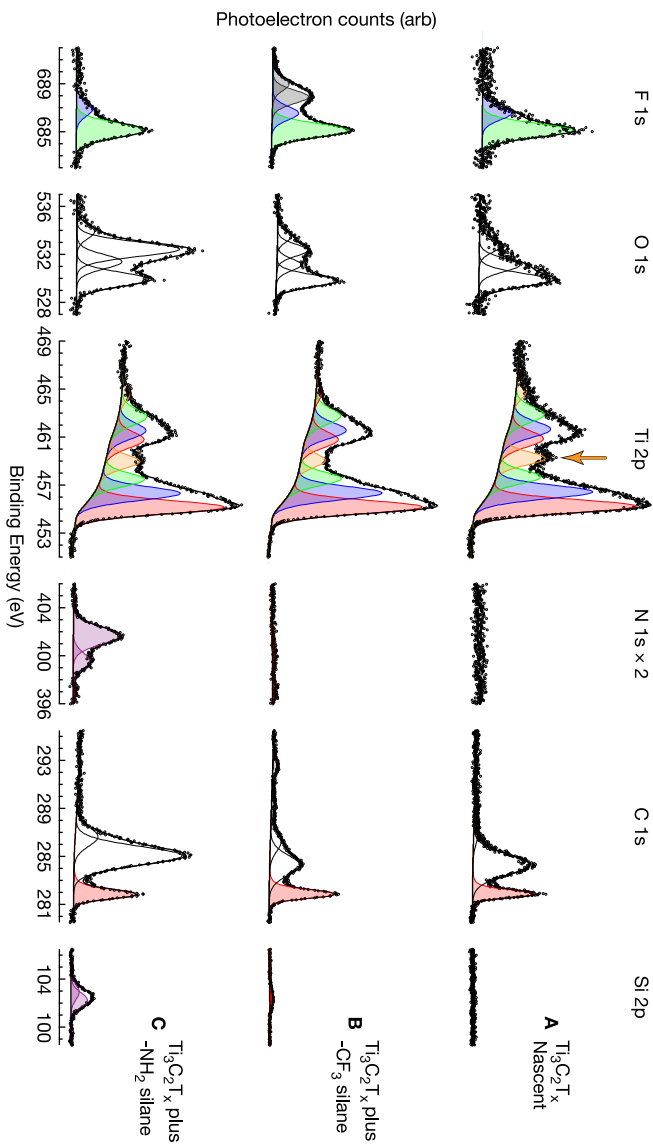 F 1s
O 1s
Ti 2p
N 1s × 2
C 1s
Si 2p
A Ti₃C₂Tₓ
Nascent
B Ti₃C₂Tₓ plus
-CF₃ silane
C Ti₃C₂Tₓ plus
-NH₂ silane
Photoelectron counts (arb)
689 685 536 532 528 469 465 461 457 453 404 400 396 293 289 285 281 104 100
Binding Energy (eV)